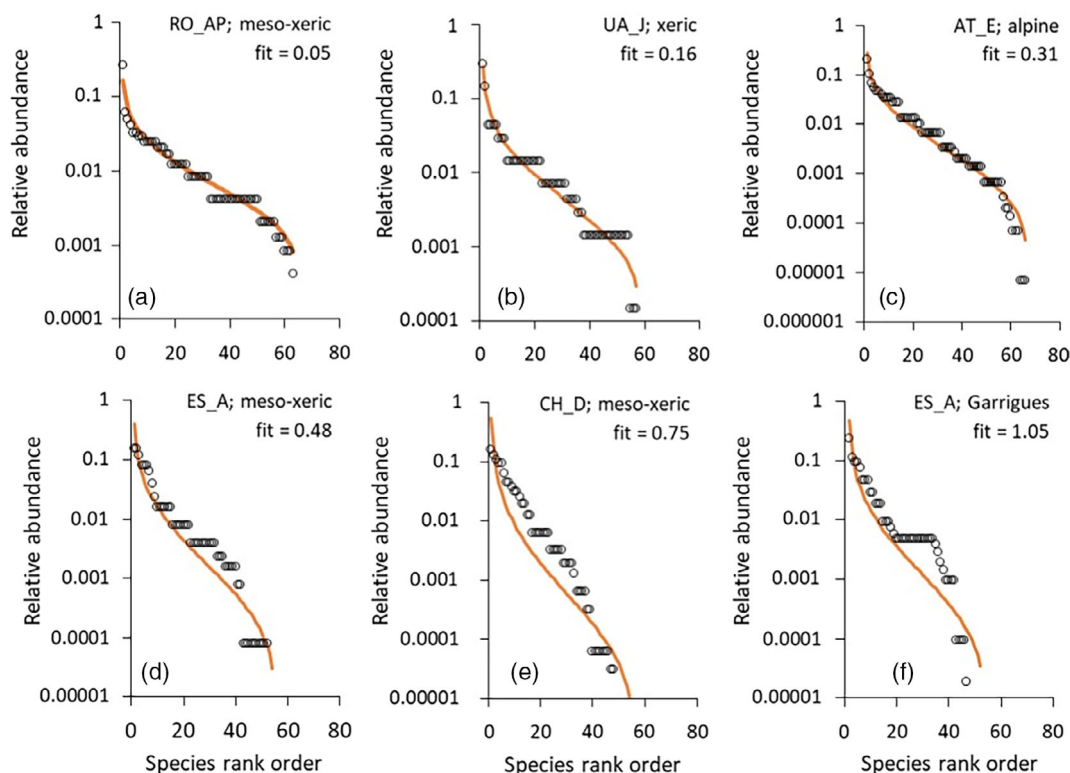 RO_AP; meso-xeric
fit = 0.05
Relative abundance
1
0.1
0.01
0.001
0.0001
(a)
0 20 40 60 80
UA_J; xeric
fit = 0.16
Relative abundance
1
0.1
0.01
0.001
0.0001
(b)
0 20 40 60 80
AT_E; alpine
fit = 0.31
Relative abundance
1
0.1
0.01
0.001
0.0001
0.00001
0.000001
(c)
0 20 40 60 80
ES_A; meso-xeric
fit = 0.48
Relative abundance
1
0.1
0.01
0.001
0.0001
0.00001
(d)
0 20 40 60 80
Species rank order
CH_D; meso-xeric
fit = 0.75
Relative abundance
1
0.1
0.01
0.001
0.0001
0.00001
(e)
0 20 40 60 80
Species rank order
ES_A; Garrigues
fit = 1.05
Relative abundance
1
0.1
0.01
0.001
0.0001
0.00001
(f)
0 20 40 60 80
Species rank order